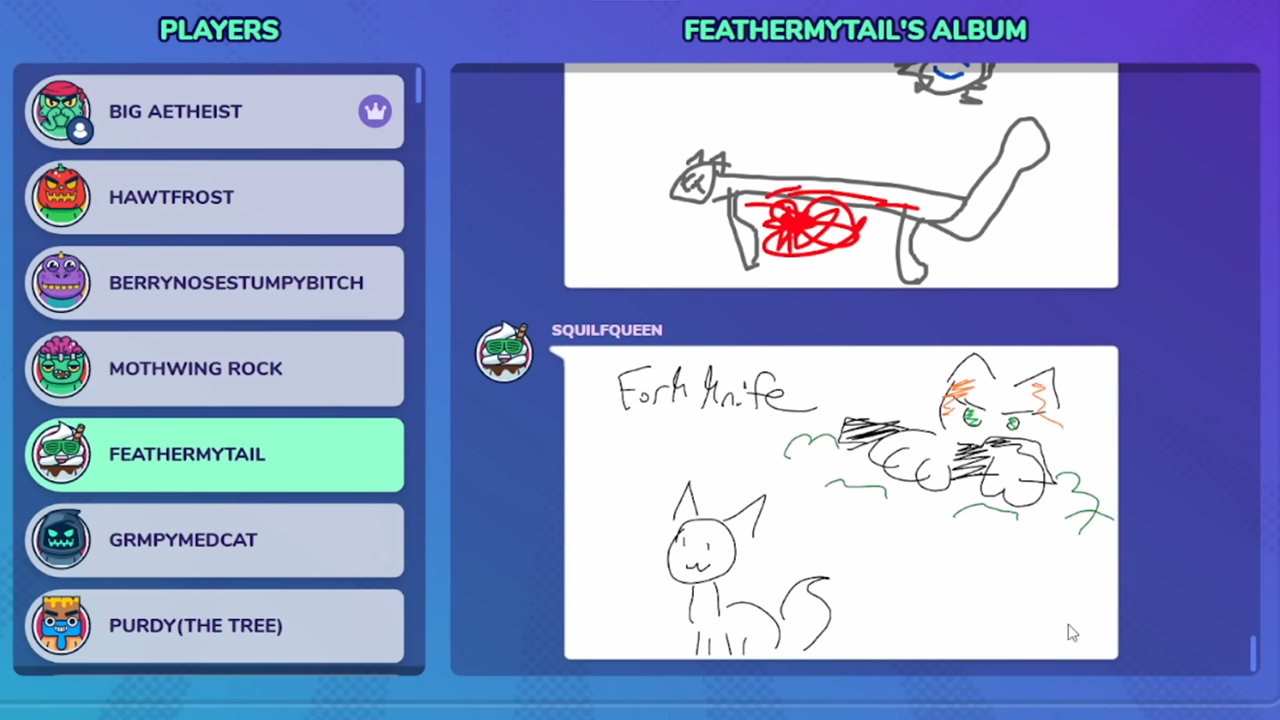 PLAYERS
BIG AETHEIST
HAWTFROST
BERRYNOSESTUMPYBITCH
MOTHWING ROCK
FEATHERMYTAIL
GRMPYMEDCAT
PURDY(THE TREE)
FEATHERMYTAIL'S ALBUM
SQUILFQUEEN
Fork Knife